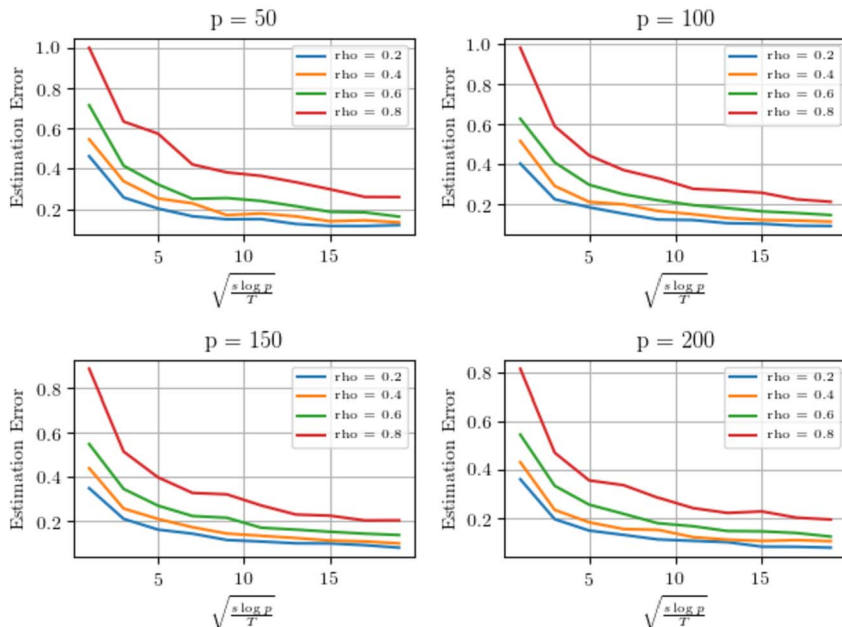 p = 50
1.0
0.8
0.6
0.4
0.2
Estimation Error
rho = 0.2
rho = 0.4
rho = 0.6
rho = 0.8
5
10
15
√(s log p / T)
p = 100
1.0
0.8
0.6
0.4
0.2
Estimation Error
rho = 0.2
rho = 0.4
rho = 0.6
rho = 0.8
5
10
15
√(s log p / T)
p = 150
0.8
0.6
0.4
0.2
Estimation Error
rho = 0.2
rho = 0.4
rho = 0.6
rho = 0.8
5
10
15
√(s log p / T)
p = 200
0.8
0.6
0.4
0.2
Estimation Error
rho = 0.2
rho = 0.4
rho = 0.6
rho = 0.8
5
10
15
√(s log p / T)